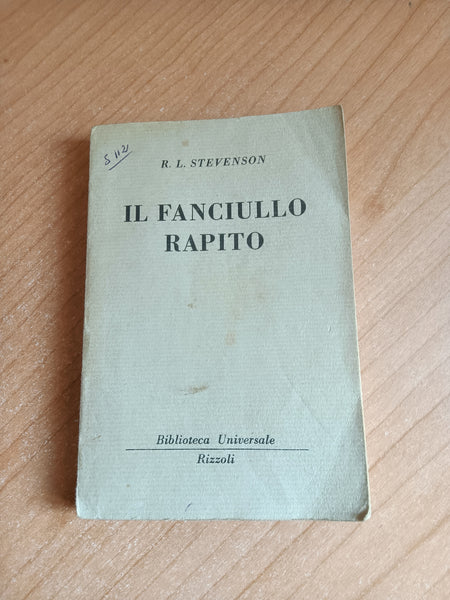 R. L. STEVENSON
IL FANCIULLO
RAPITO
Biblioteca Universale
Rizzoli